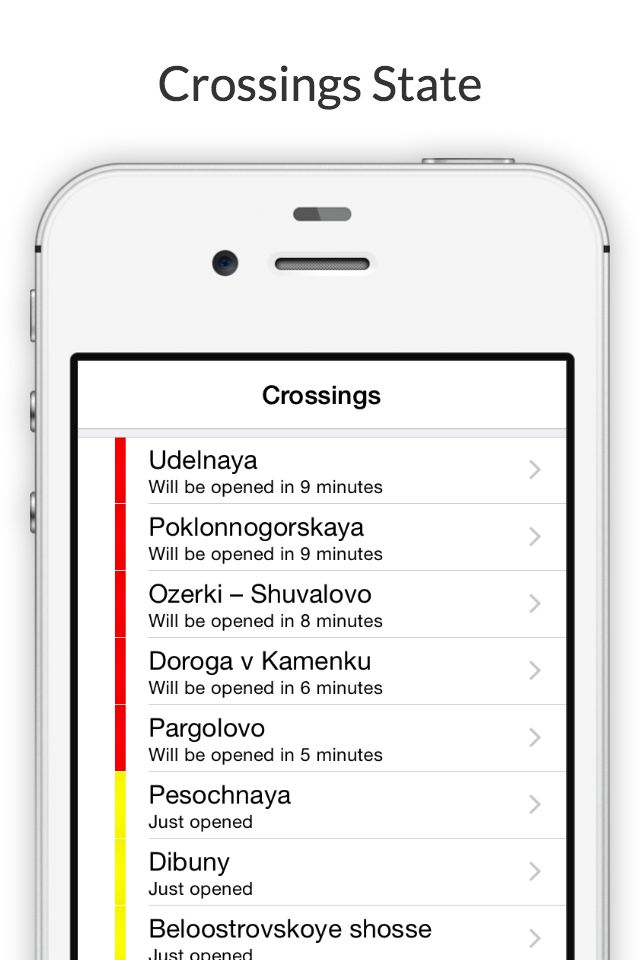 Crossings State
Crossings
Udelnaya
Will be opened in 9 minutes
Poklonnogorskaya
Will be opened in 9 minutes
Ozerki – Shuvalovo
Will be opened in 8 minutes
Doroga v Kamenku
Will be opened in 6 minutes
Pargolovo
Will be opened in 5 minutes
Pesochnaya
Just opened
Dibuny
Just opened
Beloostrovskoye shosse
Just opened